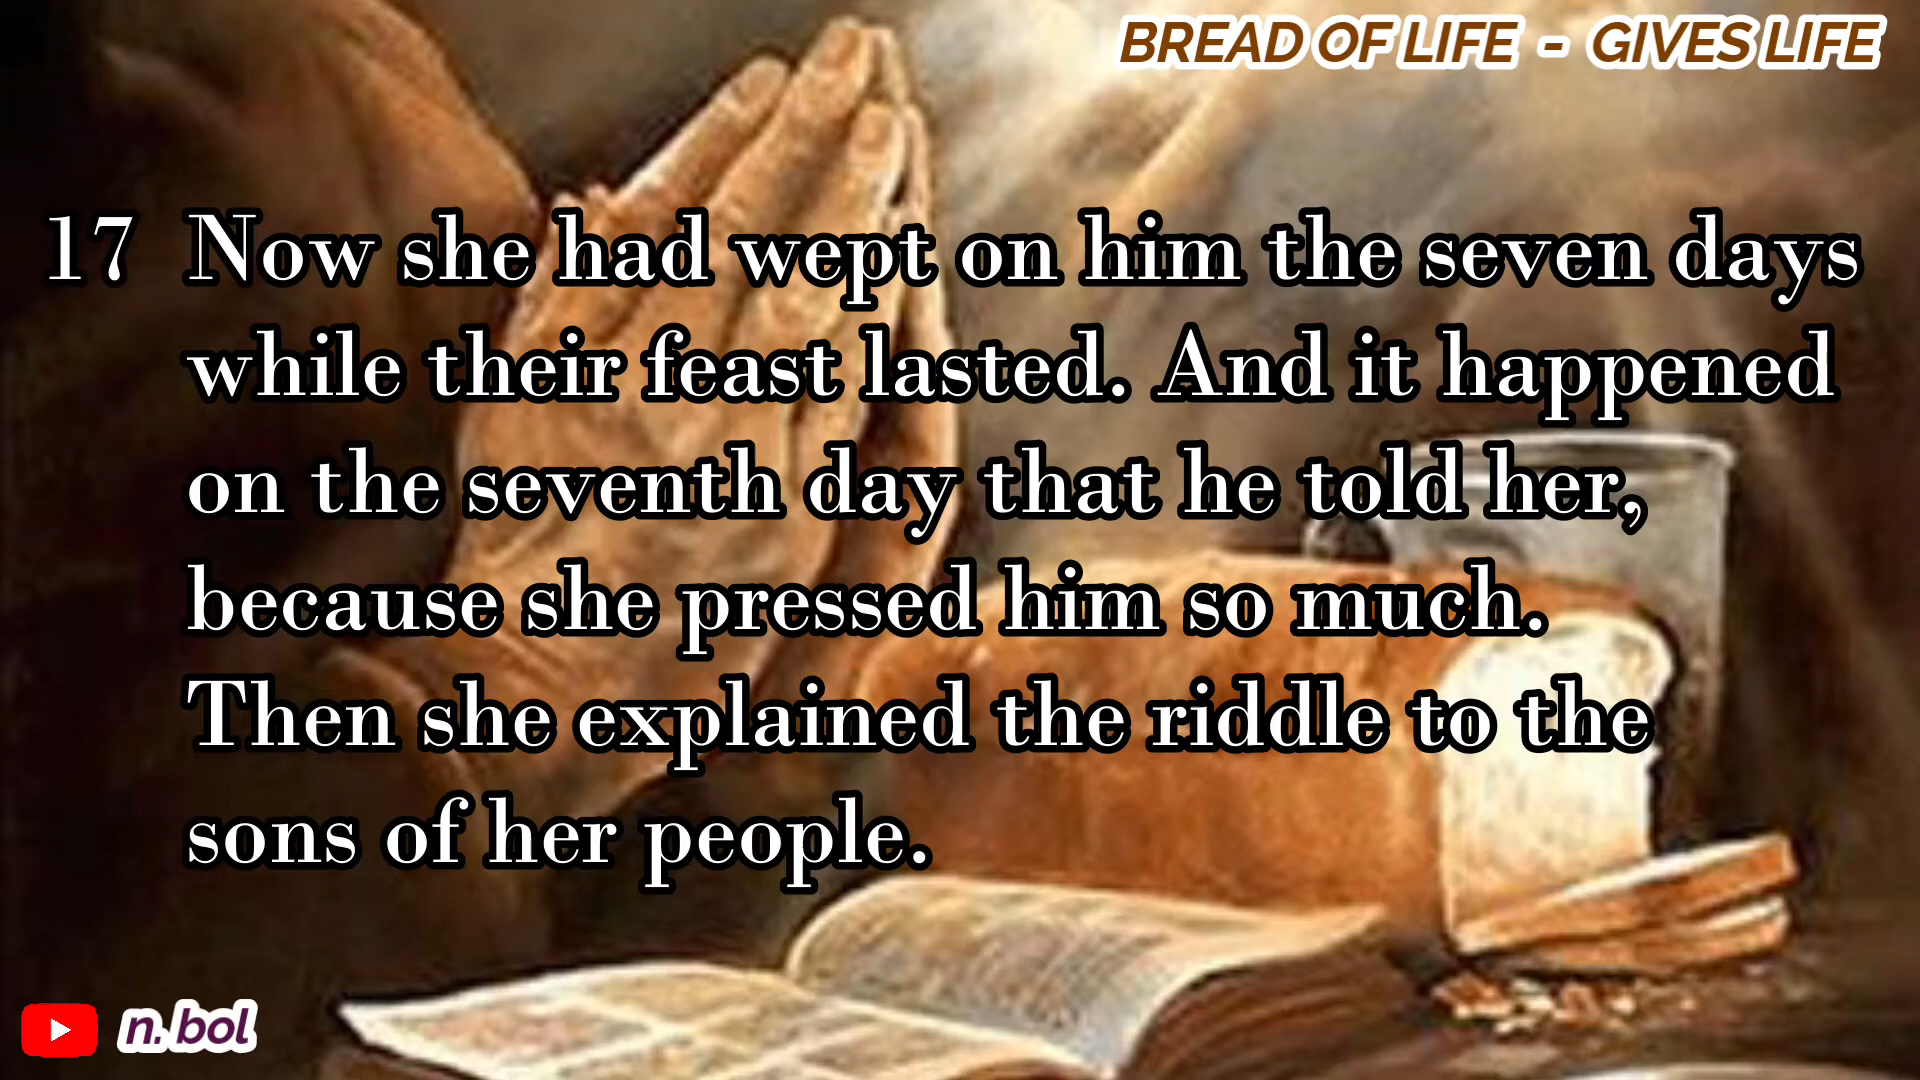 BREAD OF LIFE - GIVES LIFE
17 Now she had wept on him the seven days
while their feast lasted. And it happened
on the seventh day that he told her,
because she pressed him so much.
Then she explained the riddle to the
sons of her people.
n. bol